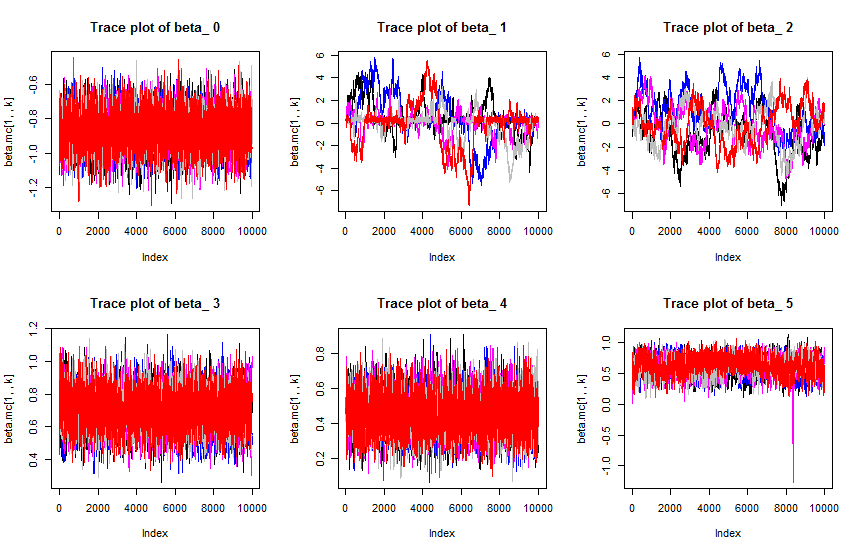 Trace plot of beta_ 0
Trace plot of beta_ 1
Trace plot of beta_ 2
beta.mc[1, , k]
-1.2 -1.0 -0.8 -0.6
0 2000 4000 6000 10000
Index
beta.mc[1, , k]
-6 -4 -2 0 2 4 6
0 2000 4000 6000 10000
Index
beta.mc[1, , k]
-6 -4 -2 0 2 4 6
0 2000 4000 6000 10000
Index
Trace plot of beta_ 3
Trace plot of beta_ 4
Trace plot of beta_ 5
beta.mc[1, , k]
0.4 0.6 0.8 1.0 1.2
0 2000 4000 6000 10000
Index
beta.mc[1, , k]
0.2 0.4 0.6 0.8
0 2000 4000 6000 10000
Index
beta.mc[1, , k]
-1.0 -0.5 0.0 0.5 1.0
0 2000 4000 6000 10000
Index